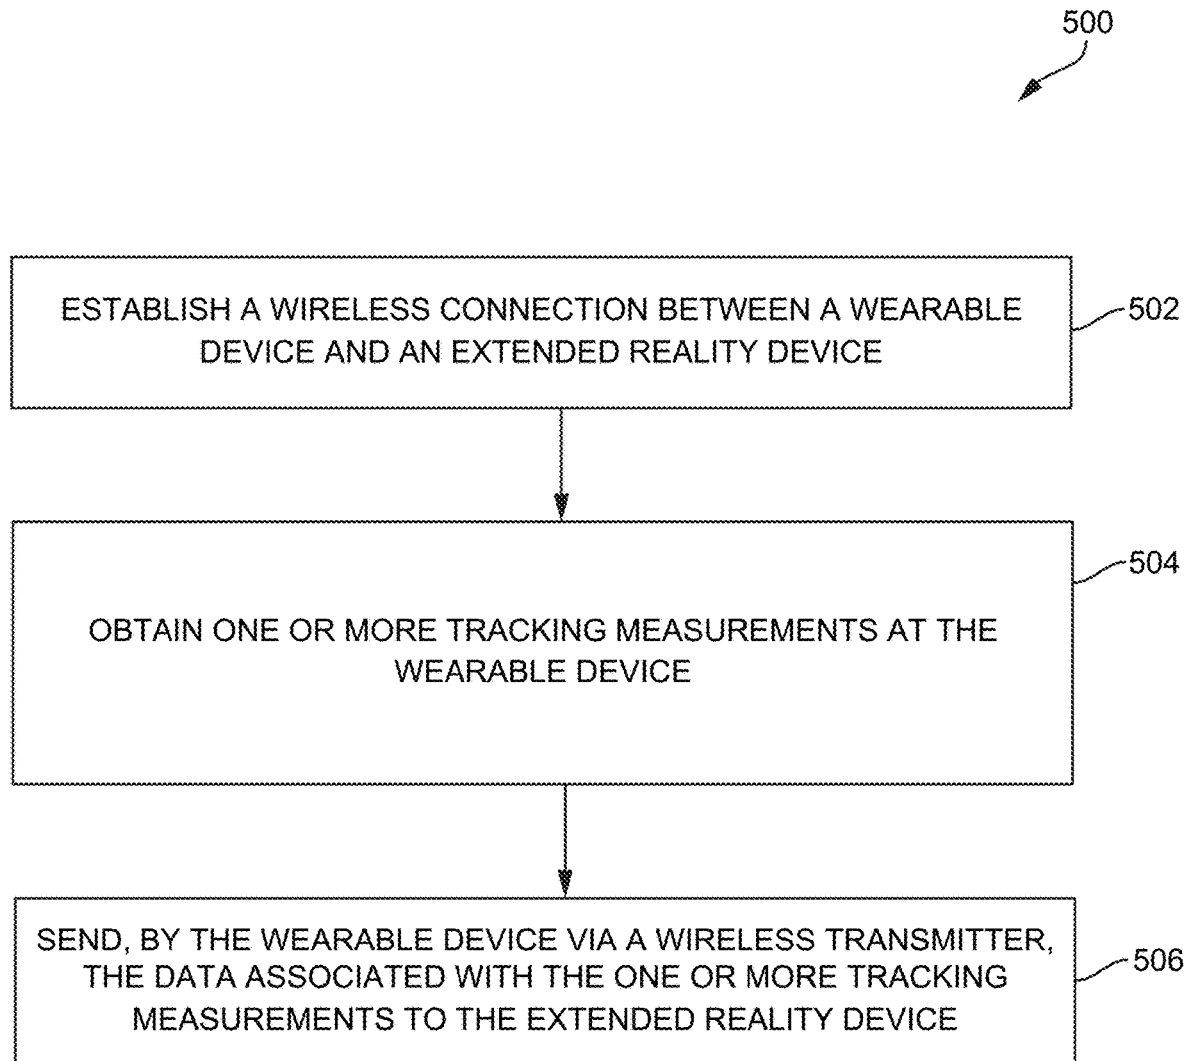 500
ESTABLISH A WIRELESS CONNECTION BETWEEN A WEARABLE
DEVICE AND AN EXTENDED REALITY DEVICE
502
OBTAIN ONE OR MORE TRACKING MEASUREMENTS AT THE
WEARABLE DEVICE
504
SEND, BY THE WEARABLE DEVICE VIA A WIRELESS TRANSMITTER,
THE DATA ASSOCIATED WITH THE ONE OR MORE TRACKING
MEASUREMENTS TO THE EXTENDED REALITY DEVICE
506